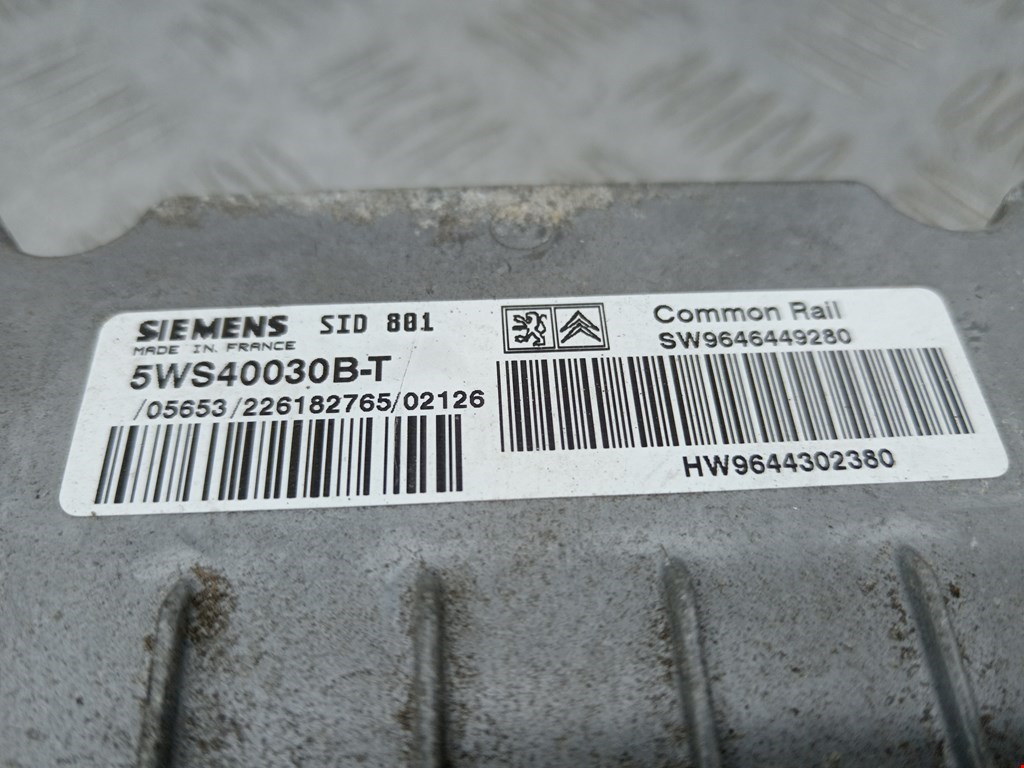 SIEMENS SID 801
MADE IN FRANCE
5WS40030B-T
/05653/226182765/02126
Common Rail
SW9646449280
HW9644302380